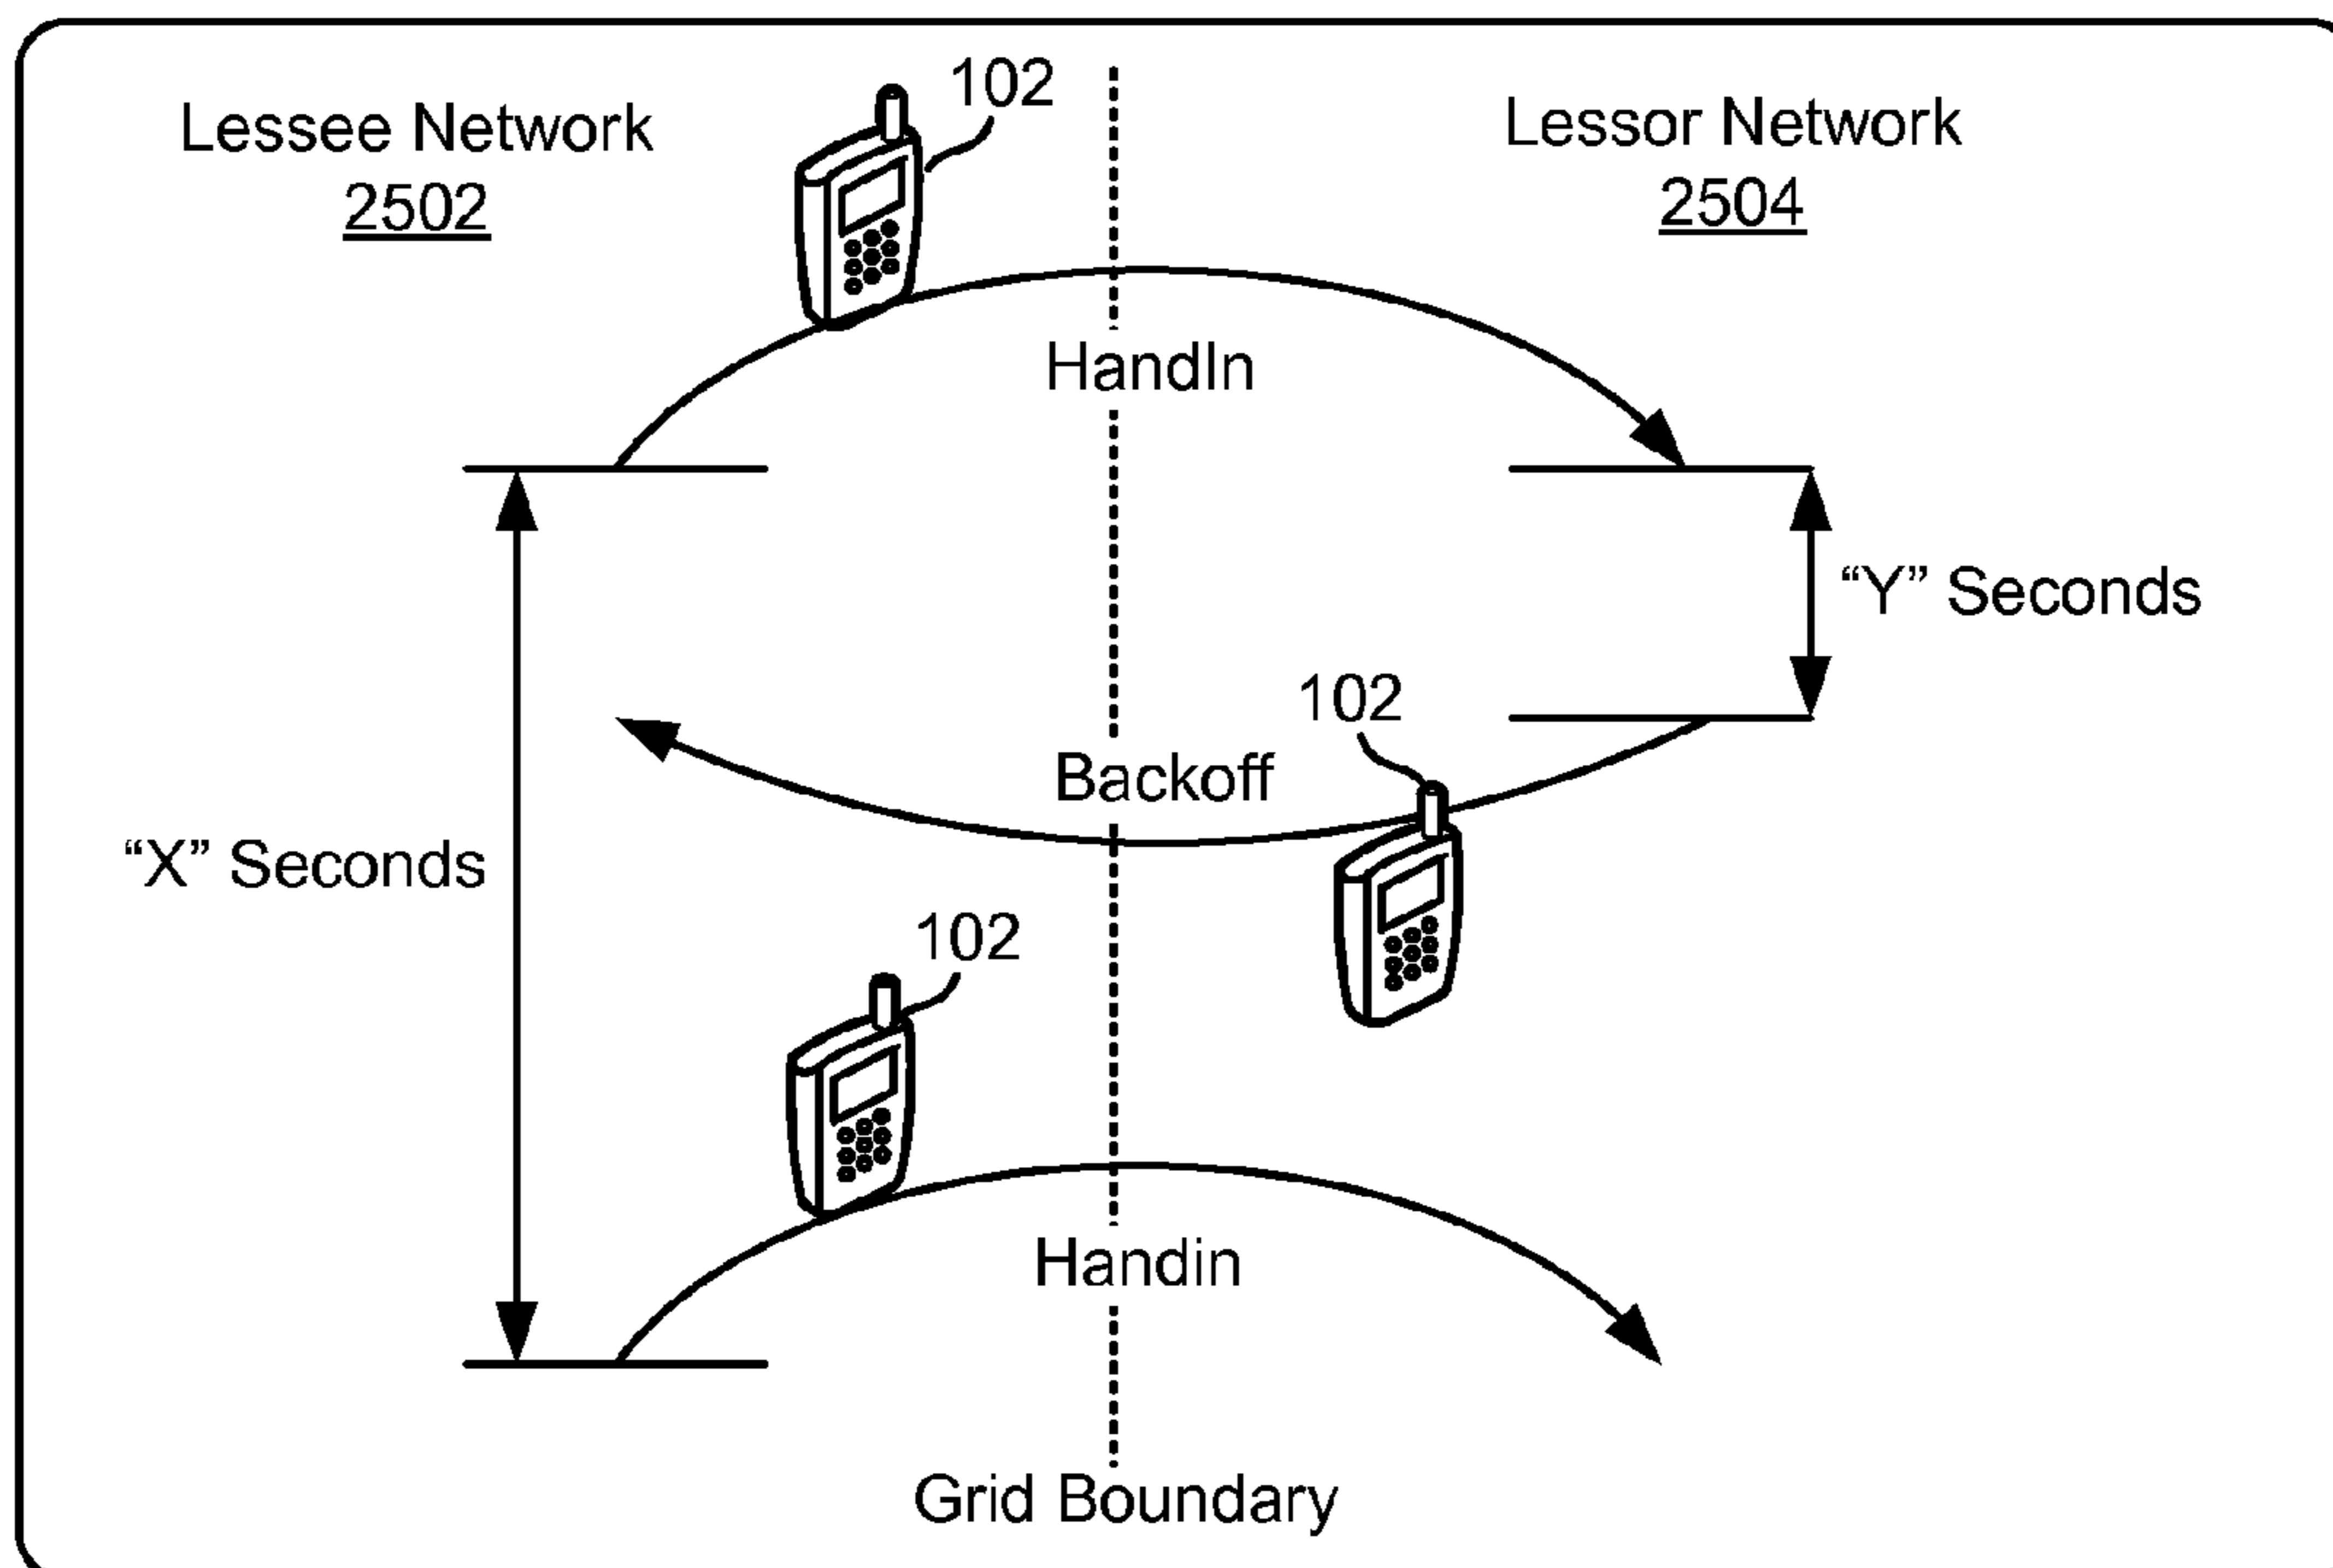 102
Lessee Network
2502
Lessor Network
2504
HandIn
“Y” Seconds
102
Backoff
“X” Seconds
102
Handin
Grid Boundary